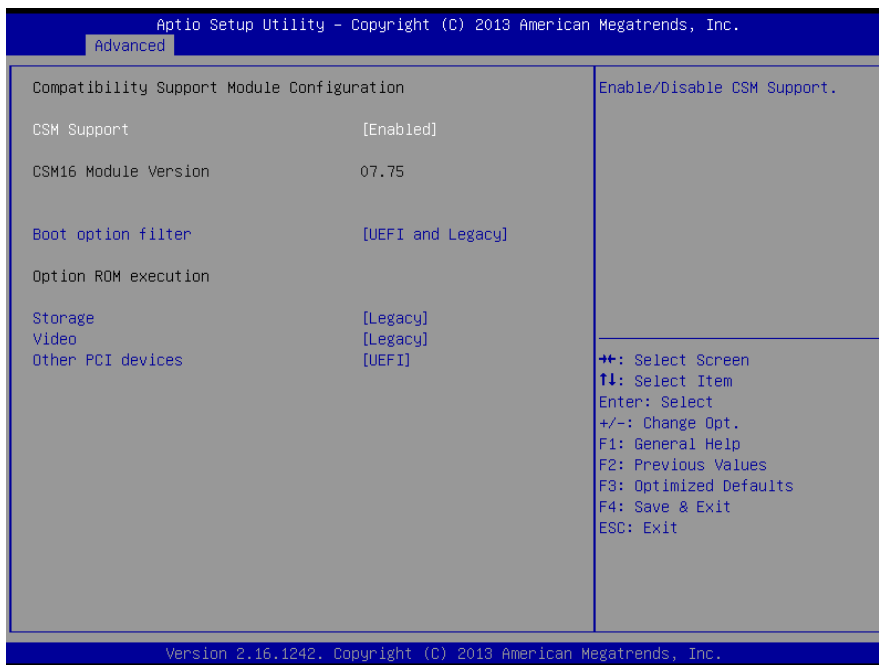 Aptio Setup Utility – Copyright (C) 2013 American Megatrends, Inc.
Advanced
Compatibility Support Module Configuration
CSM Support [Enabled]
CSM16 Module Version 07.75
Boot option filter [UEFI and Legacy]
Option ROM execution
Storage [Legacy]
Video [Legacy]
Other PCI devices [UEFI]
Enable/Disable CSM Support.
→←: Select Screen
↑↓: Select Item
Enter: Select
+/-: Change Opt.
F1: General Help
F2: Previous Values
F3: Optimized Defaults
F4: Save & Exit
ESC: Exit
Version 2.16.1242. Copyright (C) 2013 American Megatrends, Inc.